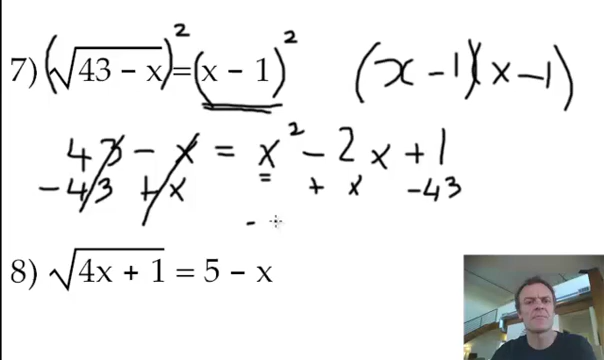 7) (√43 − x)² = (x − 1)² (x − 1)(x − 1)
43 − x = x² − 2x + 1
−43 + x + x −43
-
8) √4x + 1 = 5 − x